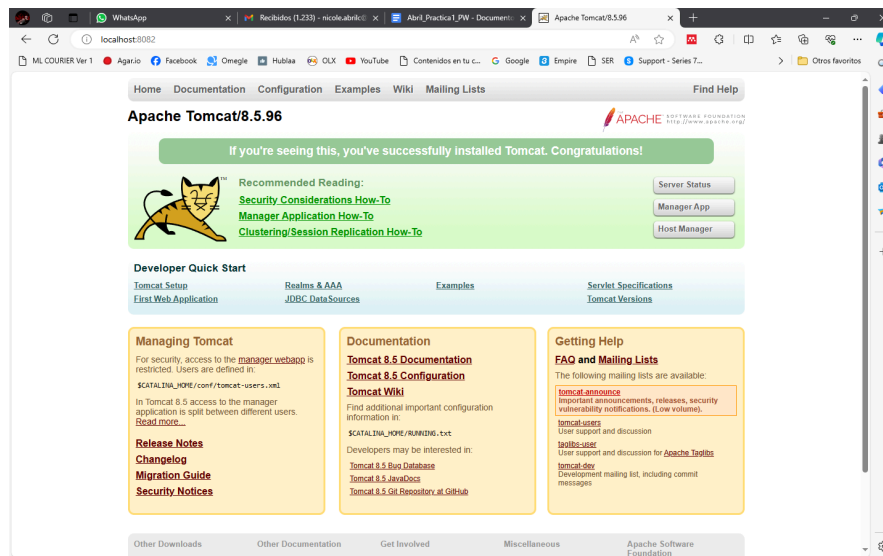 WhatsApp
Recibidos (1.233) - nicole.abrilc
Abril_Practica1_PW - Documento
Apache Tomcat/8.5.96
localhost:8082
ML COURIER Ver 1 Agar.io Facebook Omegle Hublaa OLX YouTube Contenidos en tu c... Google Empire SER Support - Series 7... Otros favoritos
Home Documentation Configuration Examples Wiki Mailing Lists Find Help
Apache Tomcat/8.5.96
APACHE SOFTWARE FOUNDATION
http://www.apache.org/
If you're seeing this, you've successfully installed Tomcat. Congratulations!
TM
Recommended Reading:
Security Considerations How-To
Manager Application How-To
Clustering/Session Replication How-To
Server Status
Manager App
Host Manager
Developer Quick Start
Tomcat Setup Realms & AAA Examples Servlet Specifications
First Web Application JDBC DataSources Tomcat Versions
Managing Tomcat
For security, access to the manager webapp is
restricted. Users are defined in:
$CATALINA_HOME/conf/tomcat-users.xml
In Tomcat 8.5 access to the manager
application is split between different users.
Read more...
Release Notes
Changelog
Migration Guide
Security Notices
Documentation
Tomcat 8.5 Documentation
Tomcat 8.5 Configuration
Tomcat Wiki
Find additional important configuration
information in:
$CATALINA_HOME/RUNNING.txt
Developers may be interested in:
Tomcat 8.5 Bug Database
Tomcat 8.5 JavaDocs
Tomcat 8.5 Git Repository at GitHub
Getting Help
FAQ and Mailing Lists
The following mailing lists are available:
tomcat-announce
Important announcements, releases, security
vulnerability notifications. (Low volume).
tomcat-users
User support and discussion
taglibs-user
User support and discussion for Apache Taglibs
tomcat-dev
Development mailing list, including commit
messages
Other Downloads Other Documentation Get Involved Miscellaneous Apache Software
Foundation